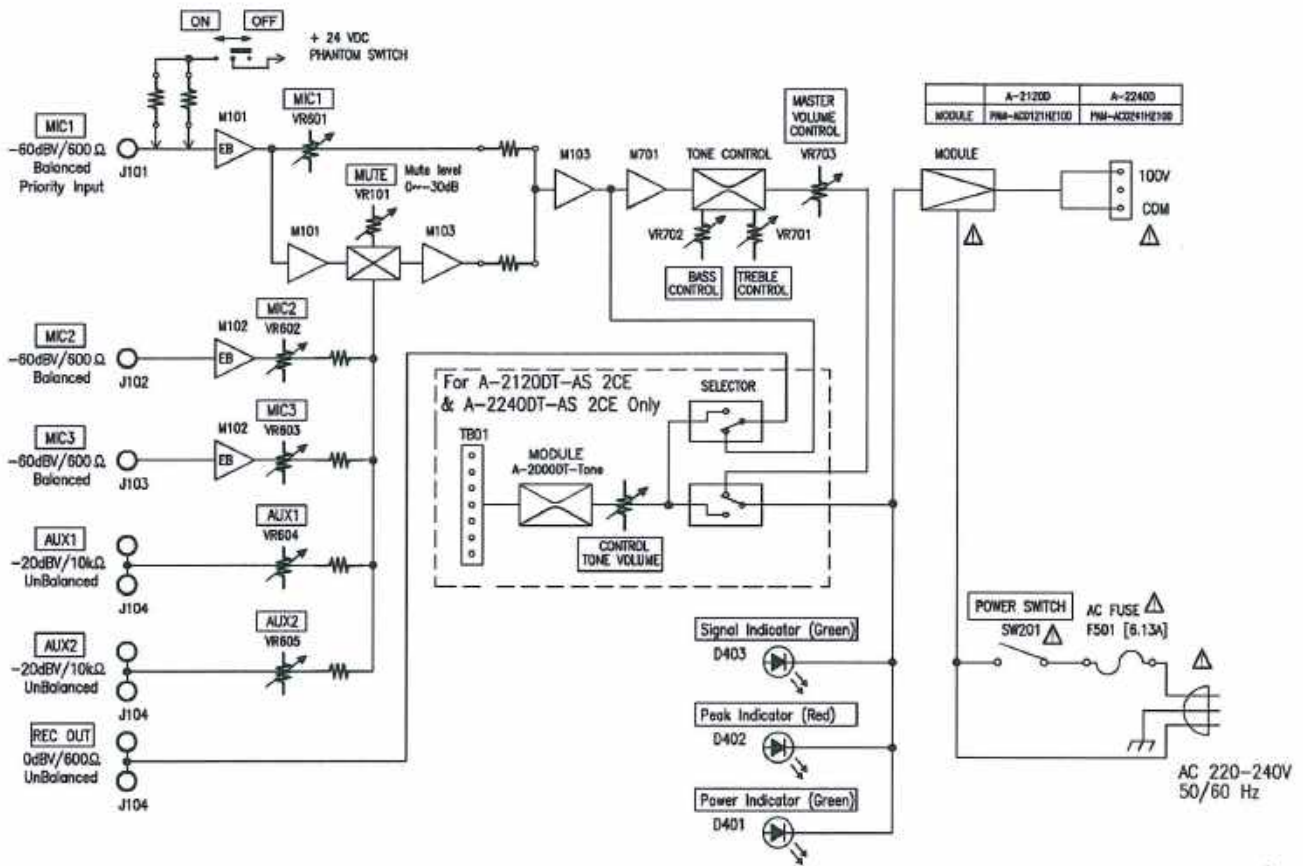 ON OFF
+ 24 VDC
PHANTOM SWITCH
MIC1
-60dBV/600Ω
Balanced
Priority Input
J101
M101
EB
MIC1
VR601
MUTE
VR101
Mute level
0~-30dB
M101
M103
M103
M701
TONE CONTROL
VR702
VR701
BASS
CONTROL
TREBLE
CONTROL
MASTER
VOLUME
CONTROL
VR703
A-2120D A-2240D
MODULE PAM-AC0121HZ100 PAM-AC0241HZ100
MODULE
100V
COM
MIC2
-60dBV/600Ω
Balanced
J102
M102
EB
MIC2
VR602
MIC3
-60dBV/600Ω
Balanced
J103
M102
EB
MIC3
VR603
AUX1
-20dBV/10kΩ
UnBalanced
J104
AUX1
VR604
AUX2
-20dBV/10kΩ
UnBalanced
J104
AUX2
VR605
REC OUT
0dBV/600Ω
UnBalanced
J104
For A-2120DT-AS 2CE
& A-2240DT-AS 2CE Only
SELECTOR
TB01
MODULE
A-2000DT-Tone
CONTROL
TONE VOLUME
Signal Indicator (Green)
D403
Peak Indicator (Red)
D402
Power Indicator (Green)
D401
POWER SWITCH
SW201
AC FUSE
F501 [6.13A]
AC 220-240V
50/60 Hz